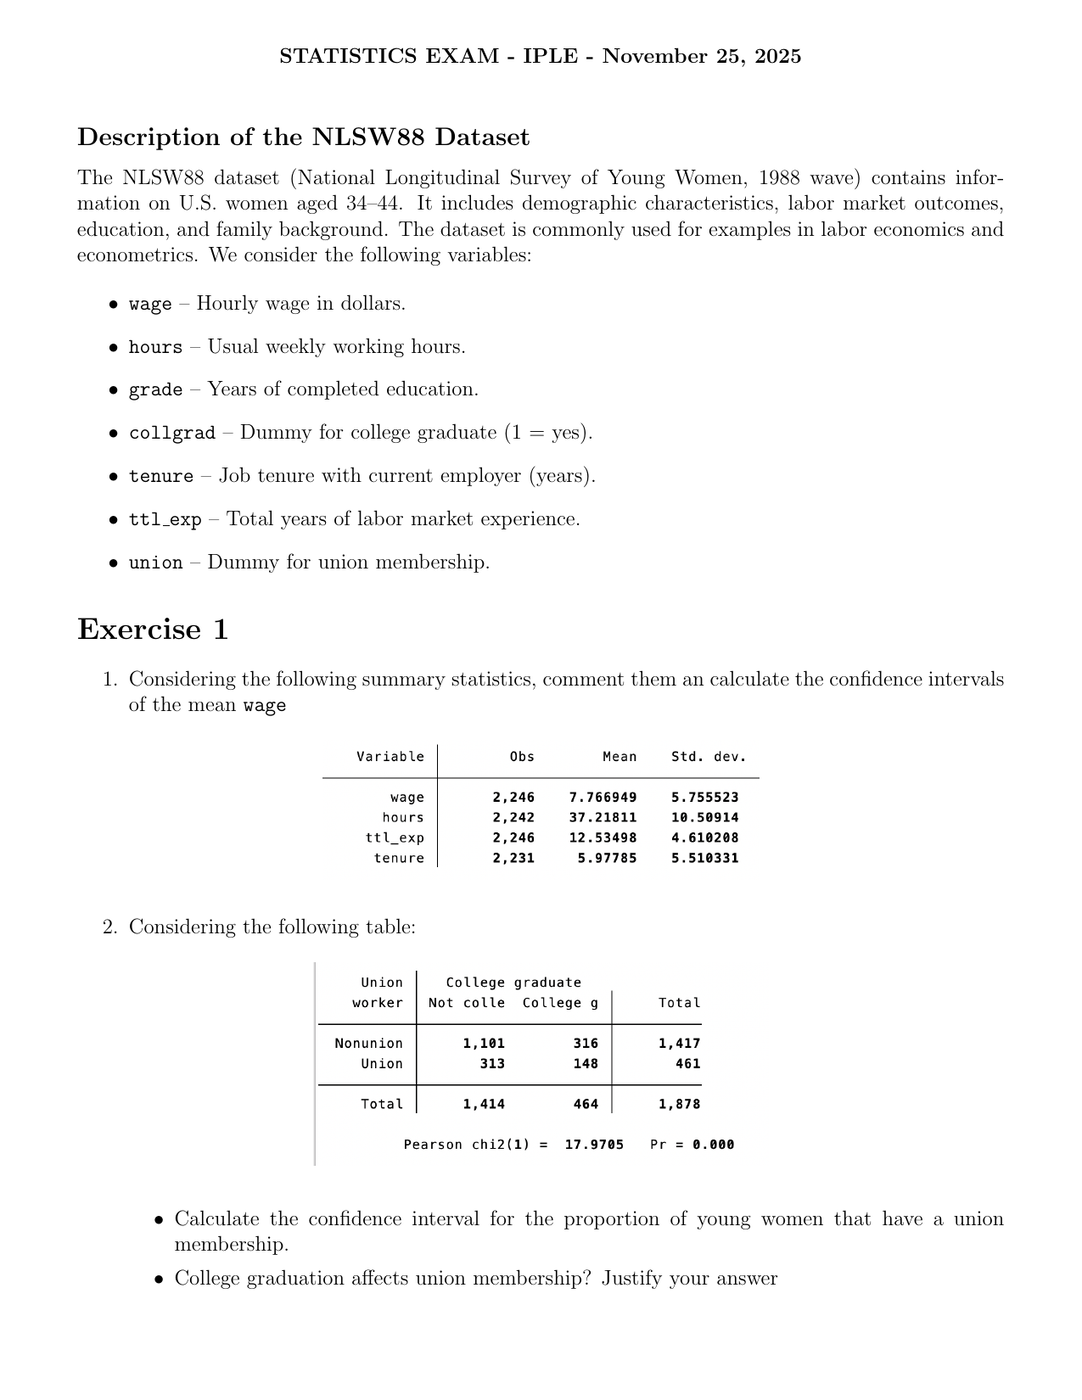 STATISTICS EXAM - IPLE - November 25, 2025
Description of the NLSW88 Dataset
The NLSW88 dataset (National Longitudinal Survey of Young Women, 1988 wave) contains infor-
mation on U.S. women aged 34–44. It includes demographic characteristics, labor market outcomes,
education, and family background. The dataset is commonly used for examples in labor economics and
econometrics. We consider the following variables:
• wage – Hourly wage in dollars.
• hours – Usual weekly working hours.
• grade – Years of completed education.
• collgrad – Dummy for college graduate (1 = yes).
• tenure – Job tenure with current employer (years).
• ttl_exp – Total years of labor market experience.
• union – Dummy for union membership.
Exercise 1
1. Considering the following summary statistics, comment them an calculate the confidence intervals
of the mean wage
Variable Obs Mean Std. dev.
wage 2,246 7.766949 5.755523
hours 2,242 37.21811 10.50914
ttl_exp 2,246 12.53498 4.610208
tenure 2,231 5.97785 5.510331
2. Considering the following table:
Union College graduate
worker Not colle College g Total
Nonunion 1,101 316 1,417
Union 313 148 461
Total 1,414 464 1,878
Pearson chi2(1) = 17.9705 Pr = 0.000
• Calculate the confidence interval for the proportion of young women that have a union
membership.
• College graduation affects union membership? Justify your answer